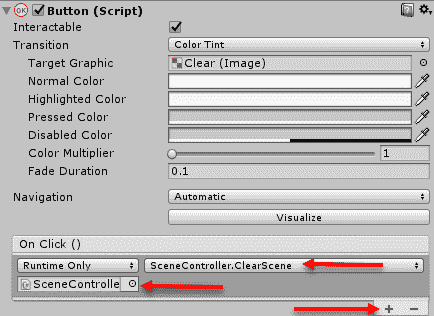 Button (Script)
Interactable
Transition Color Tint
Target Graphic Clear (Image)
Normal Color
Highlighted Color
Pressed Color
Disabled Color
Color Multiplier 1
Fade Duration 0.1
Navigation Automatic
Visualize
On Click ()
Runtime Only SceneController.ClearScene
SceneControlle
+ −